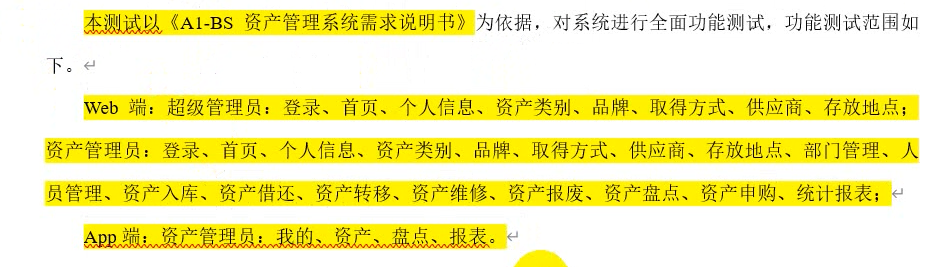 本测试以《A1-BS 资产管理系统需求说明书》为依据，对系统进行全面功能测试，功能测试范围如
下。
Web 端：超级管理员：登录、首页、个人信息、资产类别、品牌、取得方式、供应商、存放地点；
资产管理员：登录、首页、个人信息、资产类别、品牌、取得方式、供应商、存放地点、部门管理、人
员管理、资产入库、资产借还、资产转移、资产维修、资产报废、资产盘点、资产申购、统计报表；
App 端：资产管理员：我的、资产、盘点、报表。